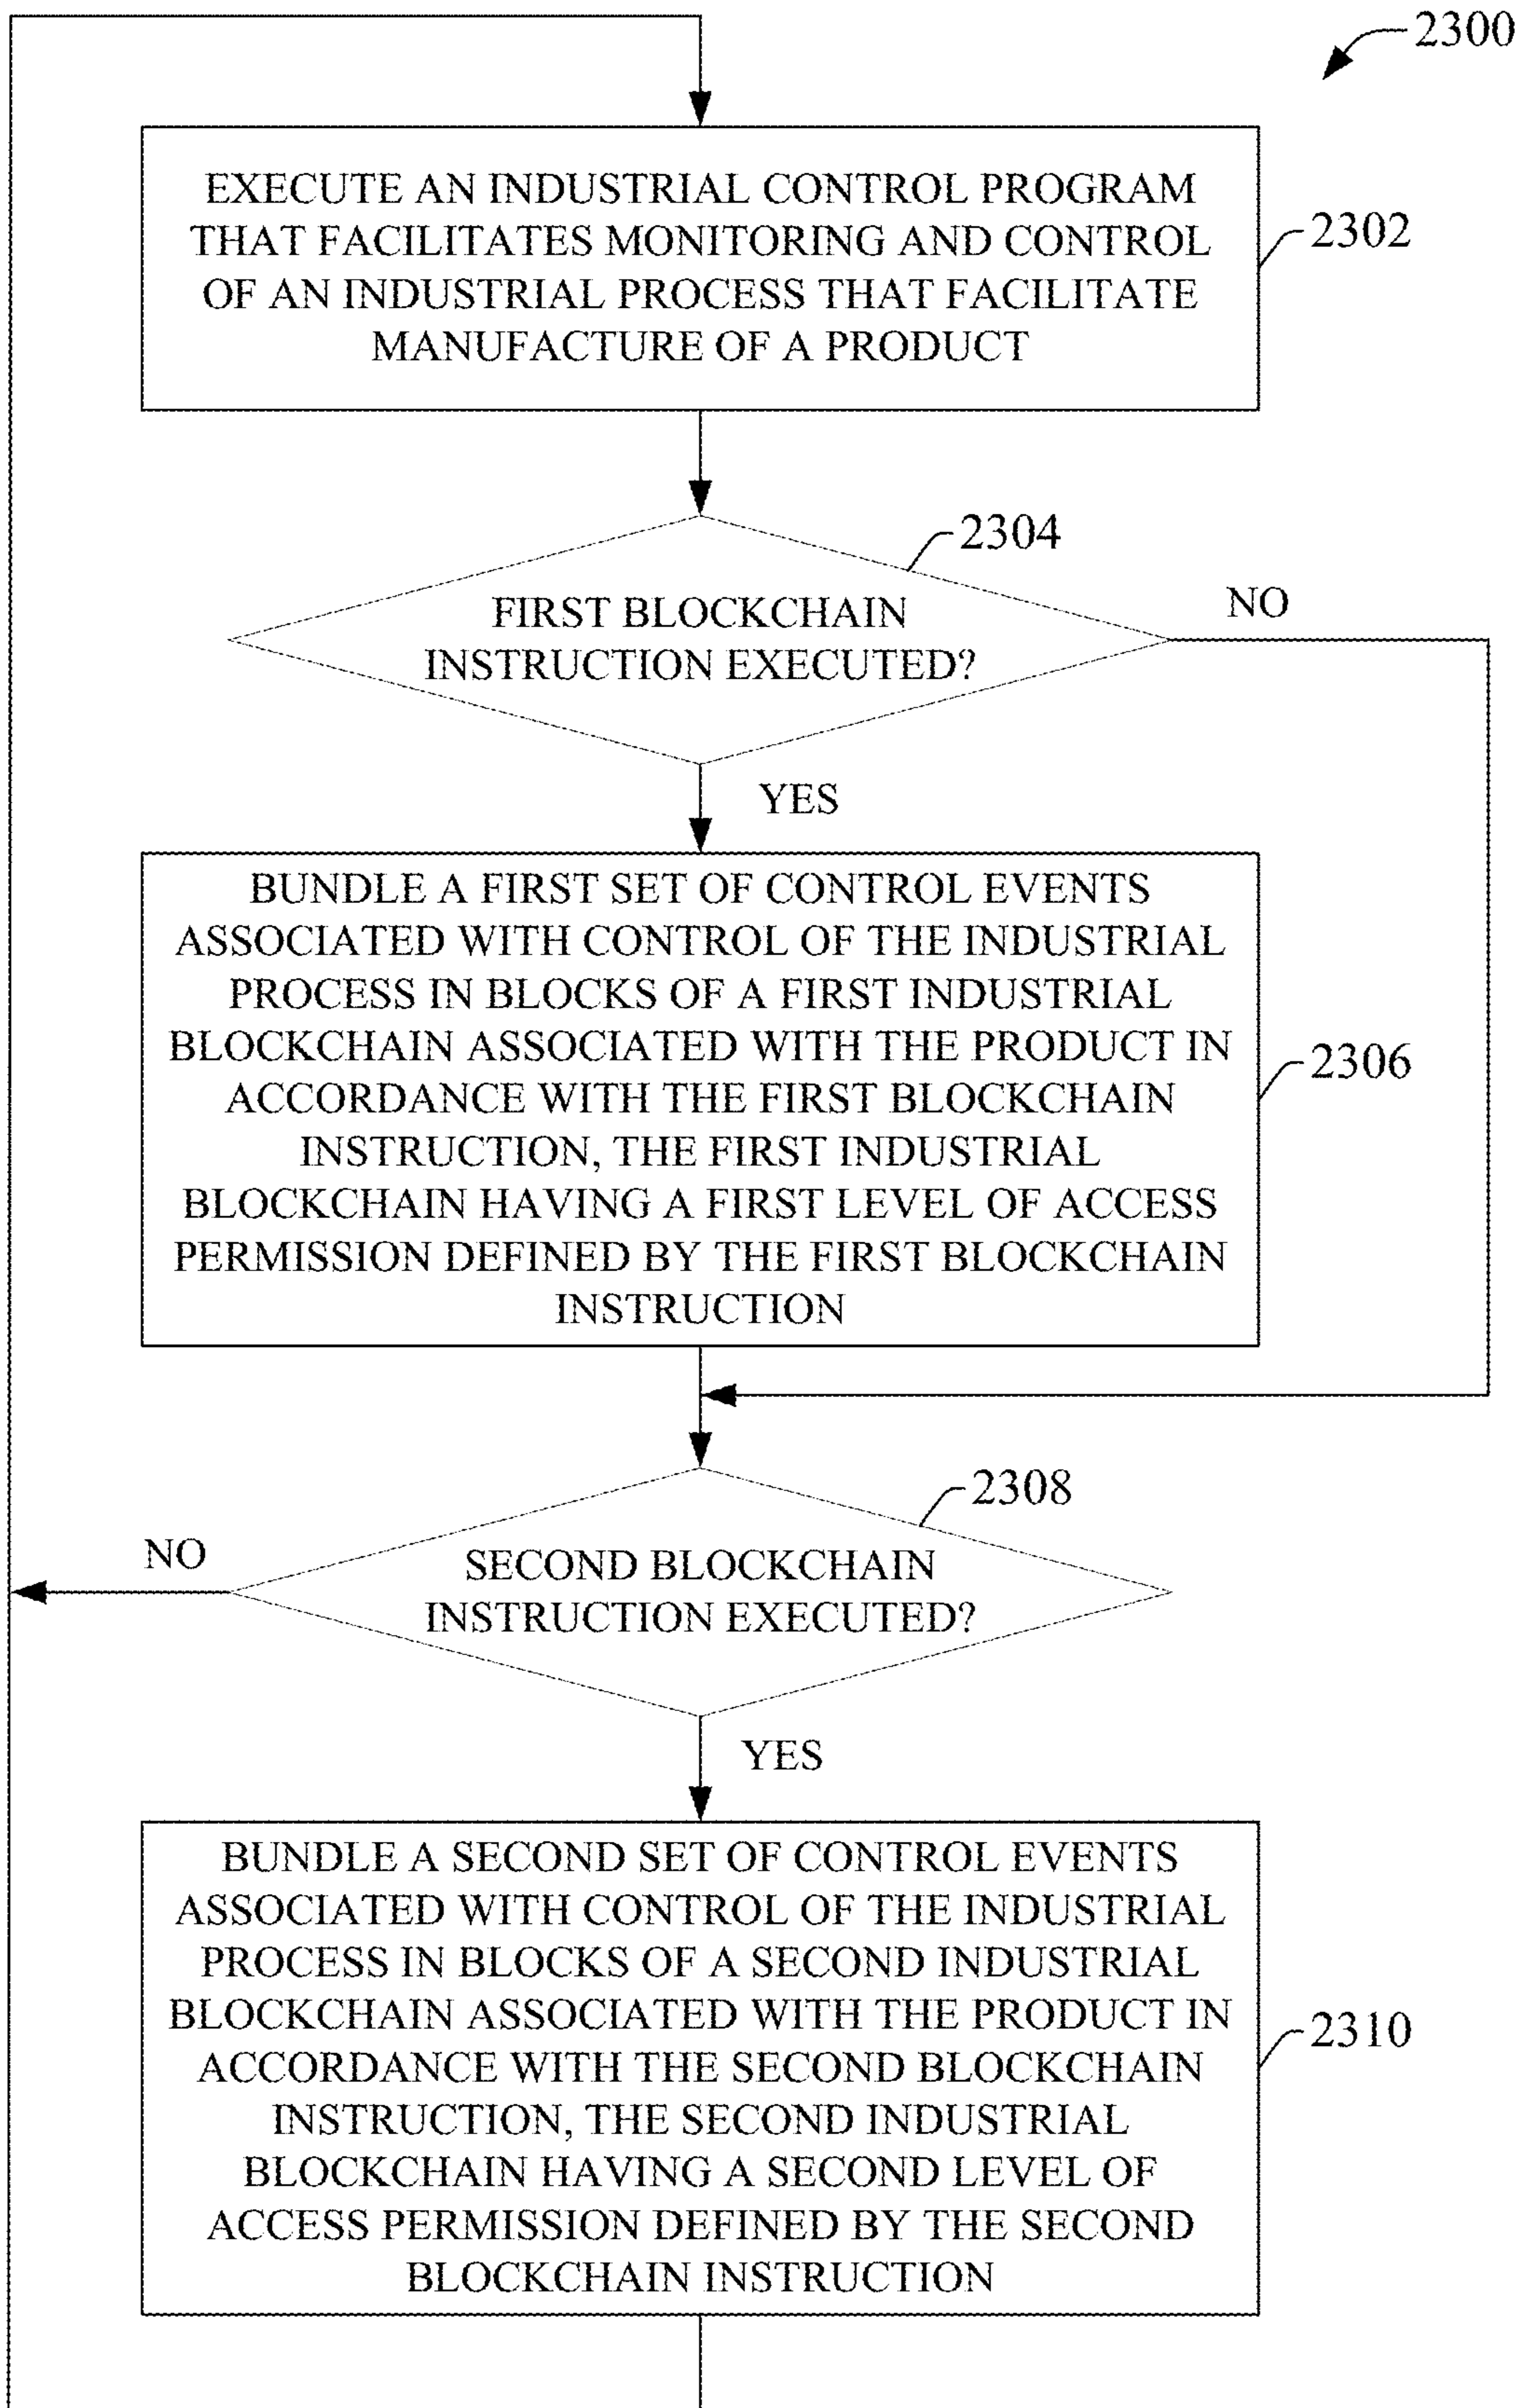 2300
EXECUTE AN INDUSTRIAL CONTROL PROGRAM
THAT FACILITATES MONITORING AND CONTROL
OF AN INDUSTRIAL PROCESS THAT FACILITATE
MANUFACTURE OF A PRODUCT
2302
2304
FIRST BLOCKCHAIN
INSTRUCTION EXECUTED?
NO
YES
BUNDLE A FIRST SET OF CONTROL EVENTS
ASSOCIATED WITH CONTROL OF THE INDUSTRIAL
PROCESS IN BLOCKS OF A FIRST INDUSTRIAL
BLOCKCHAIN ASSOCIATED WITH THE PRODUCT IN
ACCORDANCE WITH THE FIRST BLOCKCHAIN
INSTRUCTION, THE FIRST INDUSTRIAL
BLOCKCHAIN HAVING A FIRST LEVEL OF ACCESS
PERMISSION DEFINED BY THE FIRST BLOCKCHAIN
INSTRUCTION
2306
2308
NO
SECOND BLOCKCHAIN
INSTRUCTION EXECUTED?
YES
BUNDLE A SECOND SET OF CONTROL EVENTS
ASSOCIATED WITH CONTROL OF THE INDUSTRIAL
PROCESS IN BLOCKS OF A SECOND INDUSTRIAL
BLOCKCHAIN ASSOCIATED WITH THE PRODUCT IN
ACCORDANCE WITH THE SECOND BLOCKCHAIN
INSTRUCTION, THE SECOND INDUSTRIAL
BLOCKCHAIN HAVING A SECOND LEVEL OF
ACCESS PERMISSION DEFINED BY THE SECOND
BLOCKCHAIN INSTRUCTION
2310